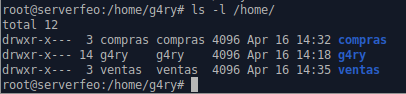 root@serverfeo:/home/g4ry# ls -l /home/
total 12
drwxr-x---  3 compras compras 4096 Apr 16 14:32 compras
drwxr-x--- 14 g4ry    g4ry    4096 Apr 16 14:18 g4ry
drwxr-x---  3 ventas  ventas  4096 Apr 16 14:35 ventas
root@serverfeo:/home/g4ry#